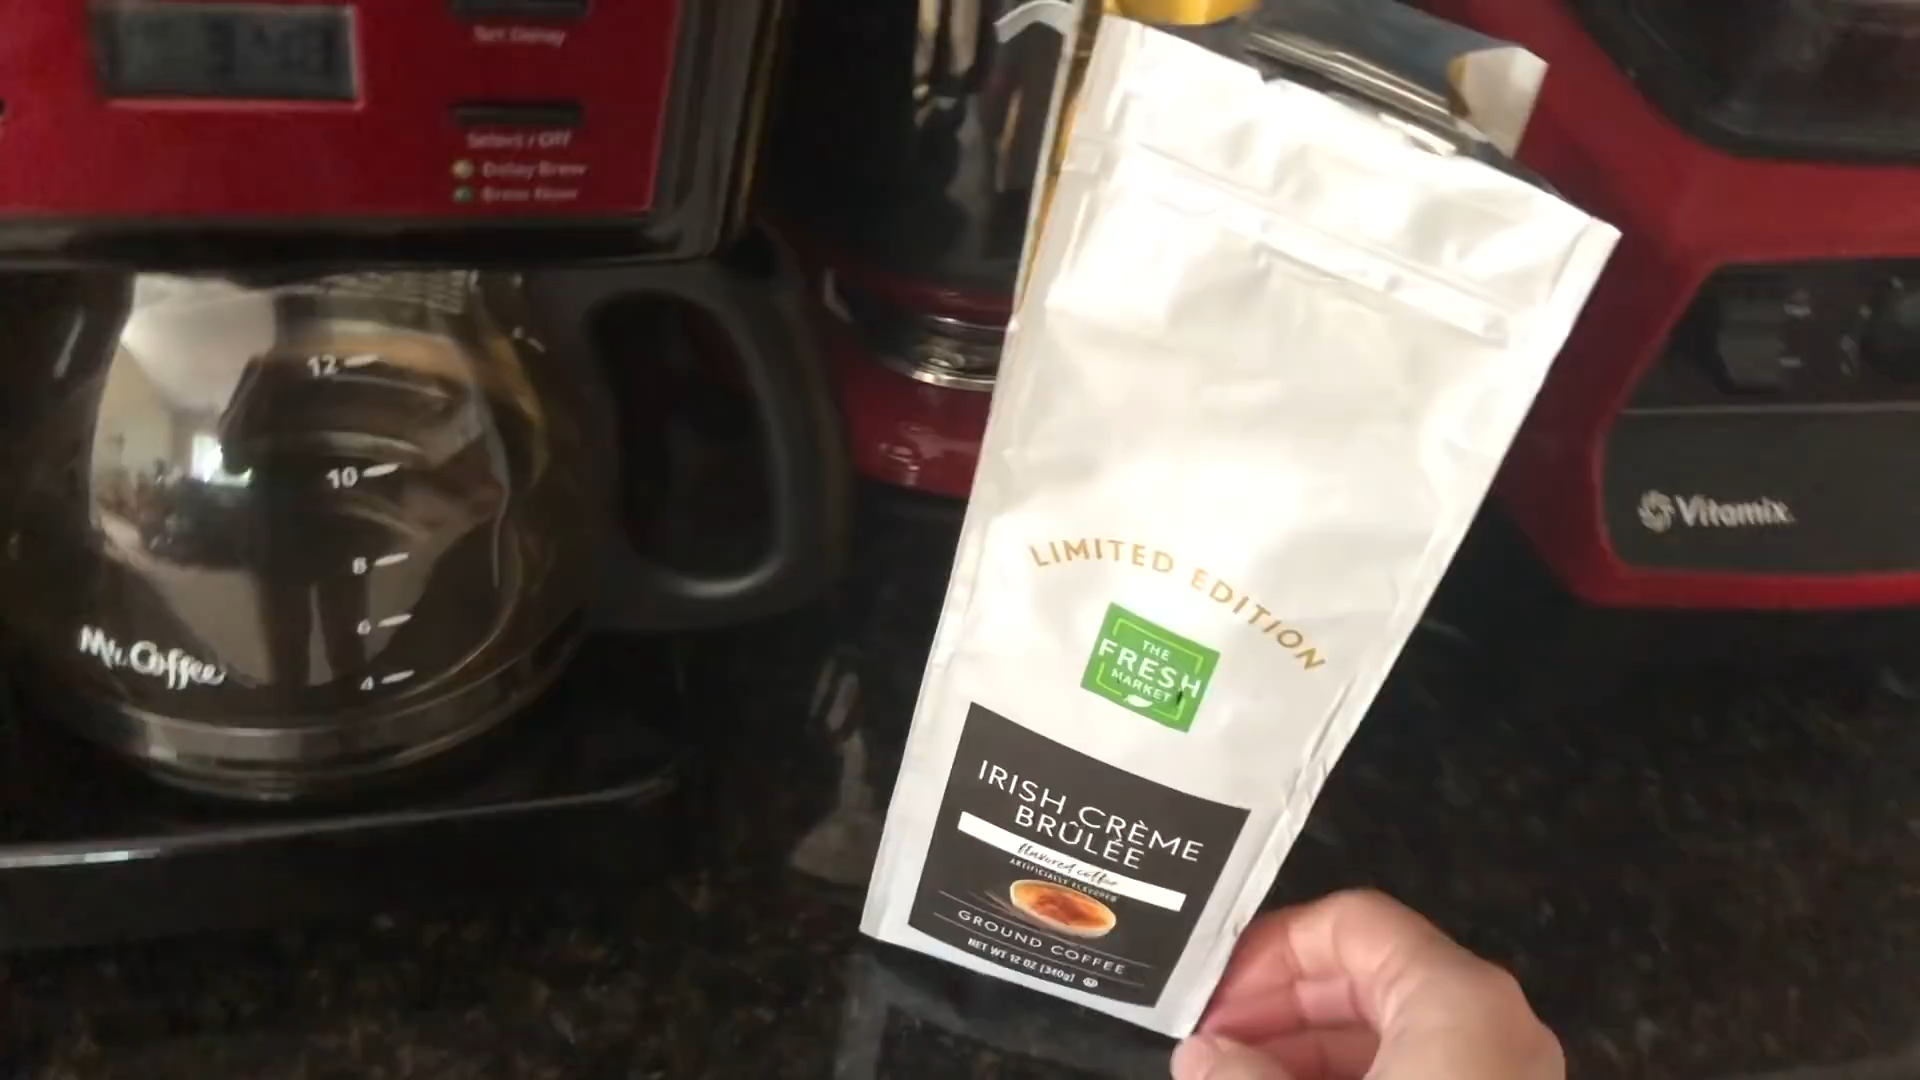 Set Delay
Select / Off
Delay Brew
Brew Now
12
10
8
6
4
Mr. Coffee
LIMITED EDITION
THE
FRESH
MARKET
IRISH CRÈME
BRÛLÉE
flavored coffee
ARTIFICIALLY FLAVORED
GROUND COFFEE
NET WT 12 OZ (340g)
Vitamix